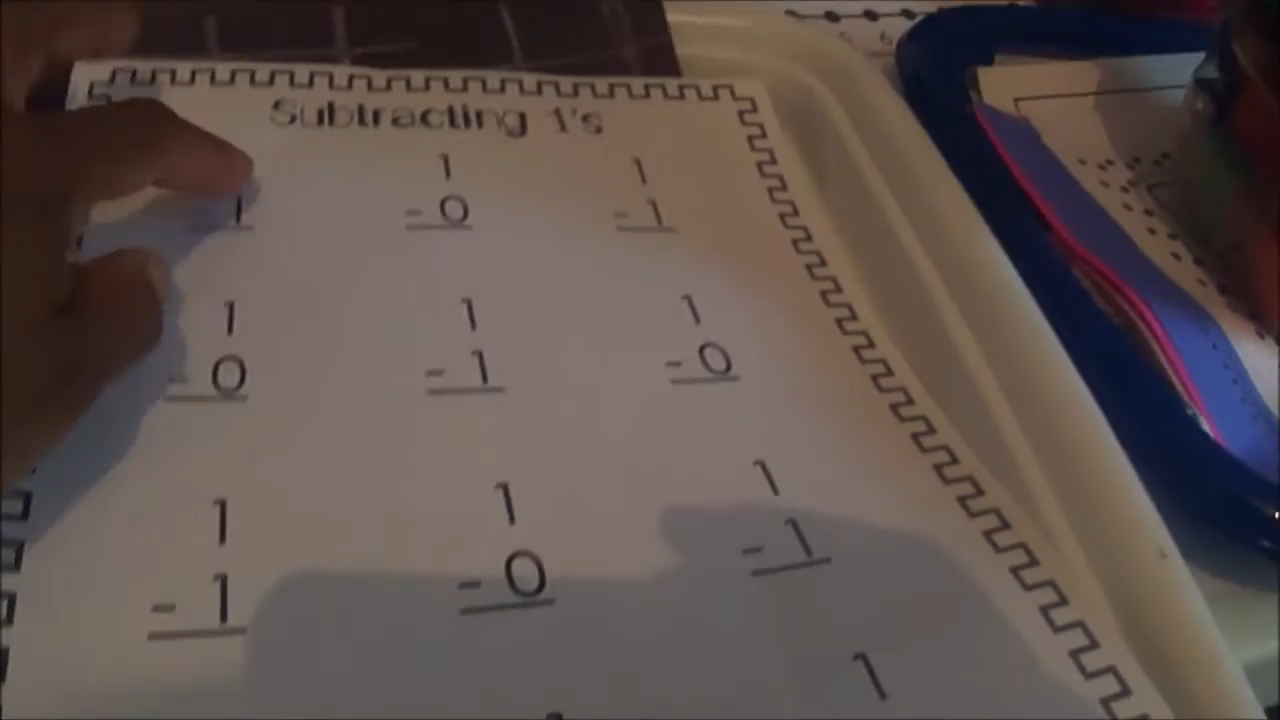 Subtracting 1's
1 1
1 - 0 - 1
1 1 1
- 0 - 1 - 0
1 1 1
- 1 - 0 - 1
1